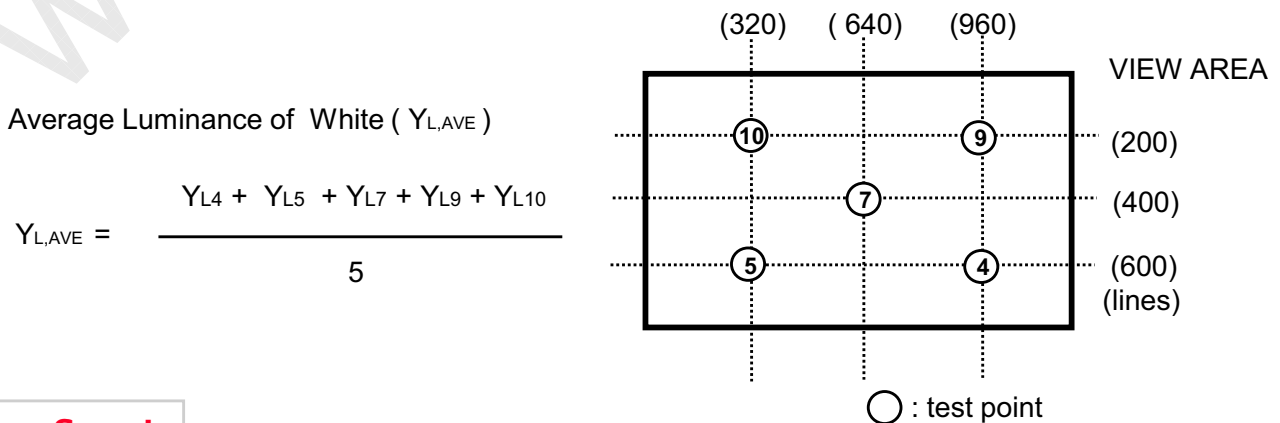 (320) ( 640) (960)
VIEW AREA
Average Luminance of White ( YL,AVE )
YL,AVE =
YL4 + YL5 + YL7 + YL9 + YL10
5
10 9 (200)
7 (400)
5 4 (600)
(lines)
: test point